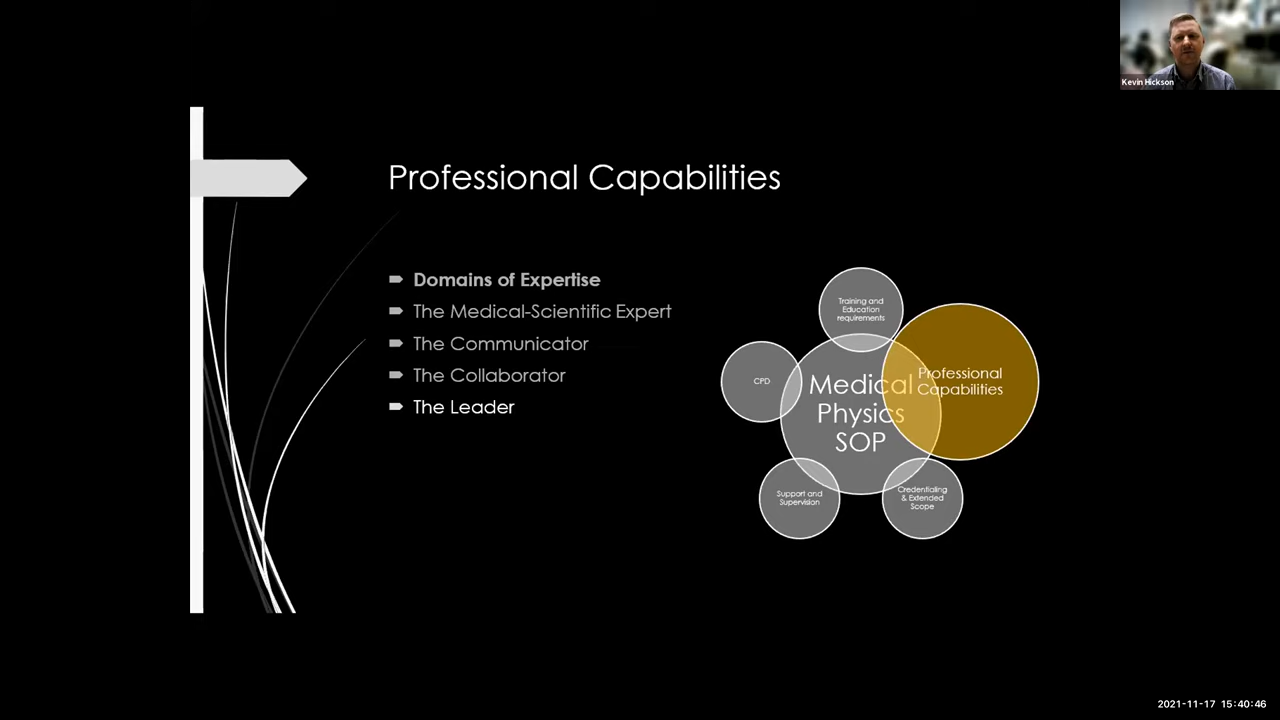 Kevin Hickson
Professional Capabilities
Domains of Expertise
The Medical-Scientific Expert
The Communicator
The Collaborator
The Leader
Training and
Education
requirements
Professional
Capabilities
CPD
Medical
Physics
SOP
Support and
Supervision
Credentialing
& Extended
Scope
2021-11-17 15:40:46